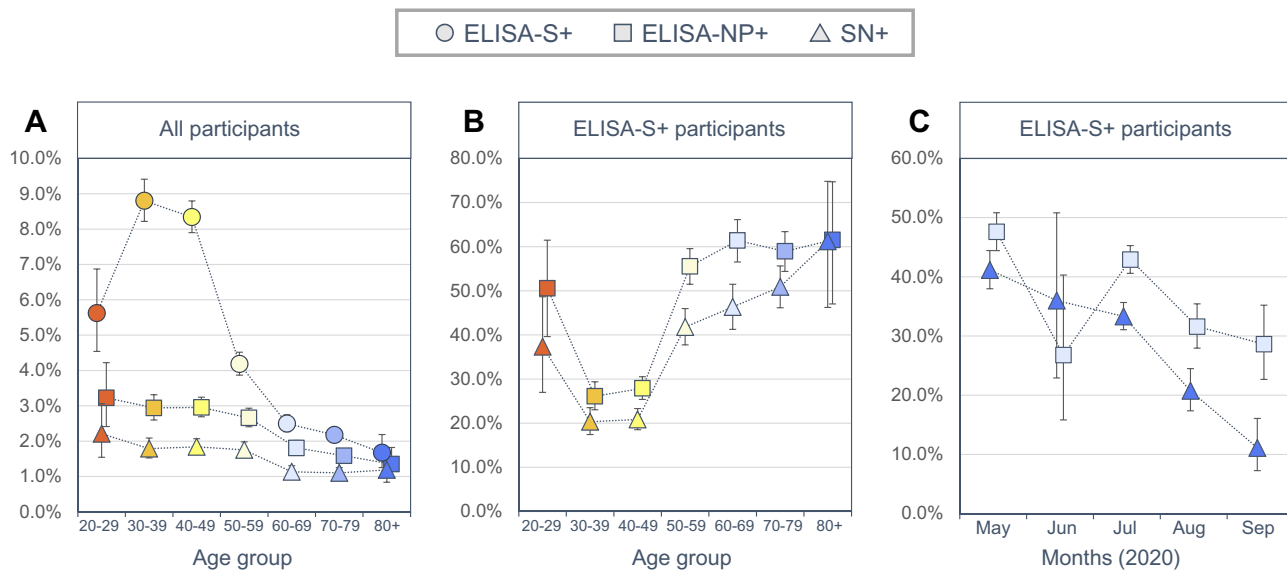 ELISA-S+ ELISA-NP+ SN+
A
All participants
10.0%
9.0%
8.0%
7.0%
6.0%
5.0%
4.0%
3.0%
2.0%
1.0%
0.0%
20-29 30-39 40-49 50-59 60-69 70-79 80+
Age group
B
ELISA-S+ participants
80.0%
70.0%
60.0%
50.0%
40.0%
30.0%
20.0%
10.0%
0.0%
20-29 30-39 40-49 50-59 60-69 70-79 80+
Age group
C
ELISA-S+ participants
60.0%
50.0%
40.0%
30.0%
20.0%
10.0%
0.0%
May Jun Jul Aug Sep
Months (2020)